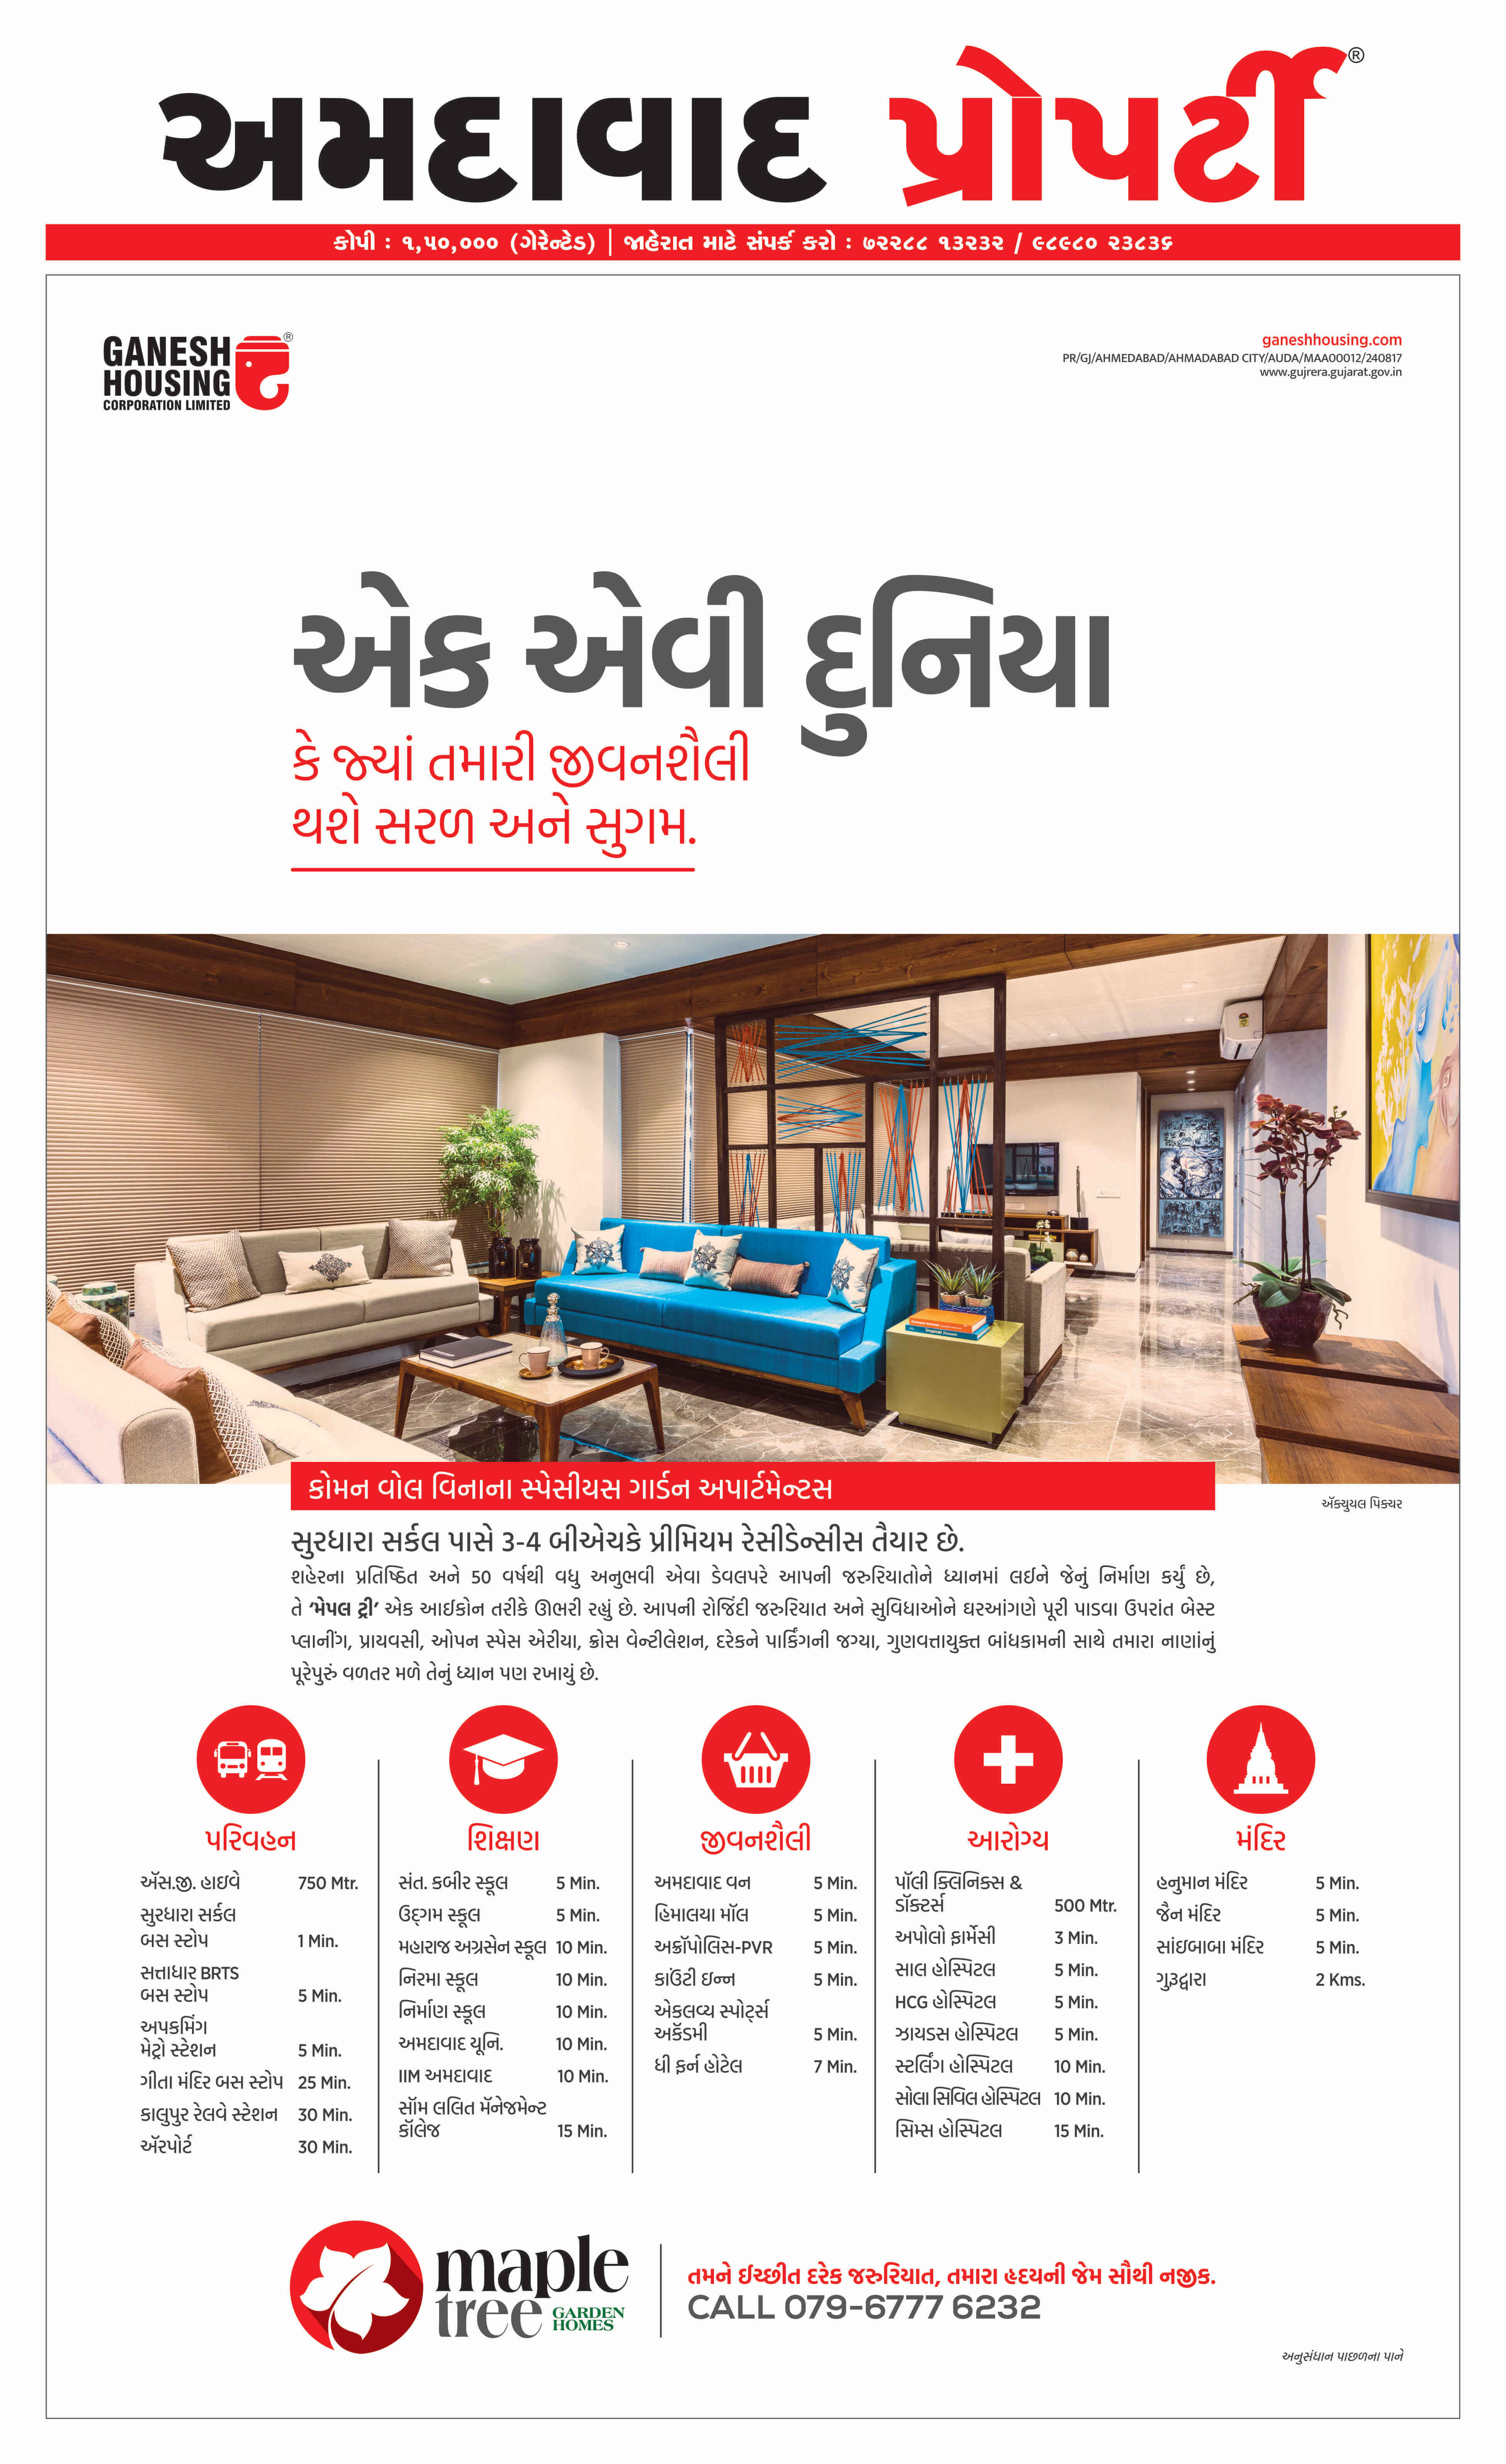 અમદાવાદ પ્રોપર્ટી®
કોપી : ૧,૫૦,૦૦૦ (ગેરેન્ટેડ) | જાહેરાત માટે સંપર્ક કરો : ૭૨૨૮૮ ૧૩૨૩૨ / ૯૮૯૮૦ ૨૩૮૩૬
GANESH ®
HOUSING
CORPORATION LIMITED
ganeshhousing.com
PR/GJ/AHMEDABAD/AHMADABAD CITY/AUDA/MAA00012/240817
www.gujrera.gujarat.gov.in
એક એવી દુનિયા
કે જ્યાં તમારી જીવનશૈલી
થશે સરળ અને સુગમ.
કોમન વોલ વિનાના સ્પેસીયસ ગાર્ડન અપાર્ટમેન્ટસ
ઍક્ચુયલ પિક્ચર
સુરધારા સર્કલ પાસે 3-4 બીએચકે પ્રીમિયમ રેસીડેન્સીસ તૈયાર છે.
શહેરના પ્રતિષ્ઠિત અને 50 વર્ષથી વધુ અનુભવી એવા ડેવલપરે આપની જરુરિયાતોને ધ્યાનમાં લઈને જેનું નિર્માણ કર્યું છે,
તે ‘મેપલ ટ્રી’ એક આઈકોન તરીકે ઊભરી રહ્યું છે. આપની રોજિંદી જરુરિયાત અને સુવિધાઓને ઘરઆંગણે પૂરી પાડવા ઉપરાંત બેસ્ટ
પ્લાનીંગ, પ્રાયવસી, ઓપન સ્પેસ એરીયા, ક્રોસ વેન્ટીલેશન, દરેકને પાર્કિંગની જગ્યા, ગુણવત્તાયુક્ત બાંધકામની સાથે તમારા નાણાંનું
પૂરેપુરું વળતર મળે તેનું ધ્યાન પણ રખાયું છે.
પરિવહન
ઍસ.જી. હાઇવે 750 Mtr.
સુરધારા સર્કલ
બસ સ્ટોપ 1 Min.
સત્તાધાર BRTS
બસ સ્ટોપ 5 Min.
અપકમિંગ
મેટ્રો સ્ટેશન 5 Min.
ગીતા મંદિર બસ સ્ટોપ 25 Min.
કાલુપુર રેલવે સ્ટેશન 30 Min.
ઍરપોર્ટ 30 Min.
શિક્ષણ
સંત. કબીર સ્કૂલ 5 Min.
ઉદ્ગમ સ્કૂલ 5 Min.
મહારાજ અગ્રસેન સ્કૂલ 10 Min.
નિરમા સ્કૂલ 10 Min.
નિર્માણ સ્કૂલ 10 Min.
અમદાવાદ યૂનિ. 10 Min.
IIM અમદાવાદ 10 Min.
સૉમ લલિત મૅનેજમેન્ટ
કૉલેજ 15 Min.
જીવનશૈલી
અમદાવાદ વન 5 Min.
હિમાલયા મૉલ 5 Min.
અક્રૉપોલિસ-PVR 5 Min.
કાંઉટી ઇન્ન 5 Min.
એકલવ્ય સ્પોર્ટ્સ
અકૅડમી 5 Min.
ધી ફર્ન હોટેલ 7 Min.
આરોગ્ય
પૉલી ક્લિનિક્સ &
ડૉક્ટર્સ 500 Mtr.
અપોલો ફાર્મેસી 3 Min.
સાલ હોસ્પિટલ 5 Min.
HCG હોસ્પિટલ 5 Min.
ઝાયડસ હોસ્પિટલ 5 Min.
સ્ટર્લિંગ હોસ્પિટલ 10 Min.
સોલા સિવિલ હોસ્પિટલ 10 Min.
સિમ્સ હોસ્પિટલ 15 Min.
મંદિર
હનુમાન મંદિર 5 Min.
જૈન મંદિર 5 Min.
સાંઇબાબા મંદિર 5 Min.
ગુરૂદ્વારા 2 Kms.
maple
tree GARDEN HOMES
તમને ઈચ્છીત દરેક જરુરિયાત, તમારા હૃદયની જેમ સૌથી નજીક.
CALL 079-6777 6232
અનુસંધાન પાછળના પાને